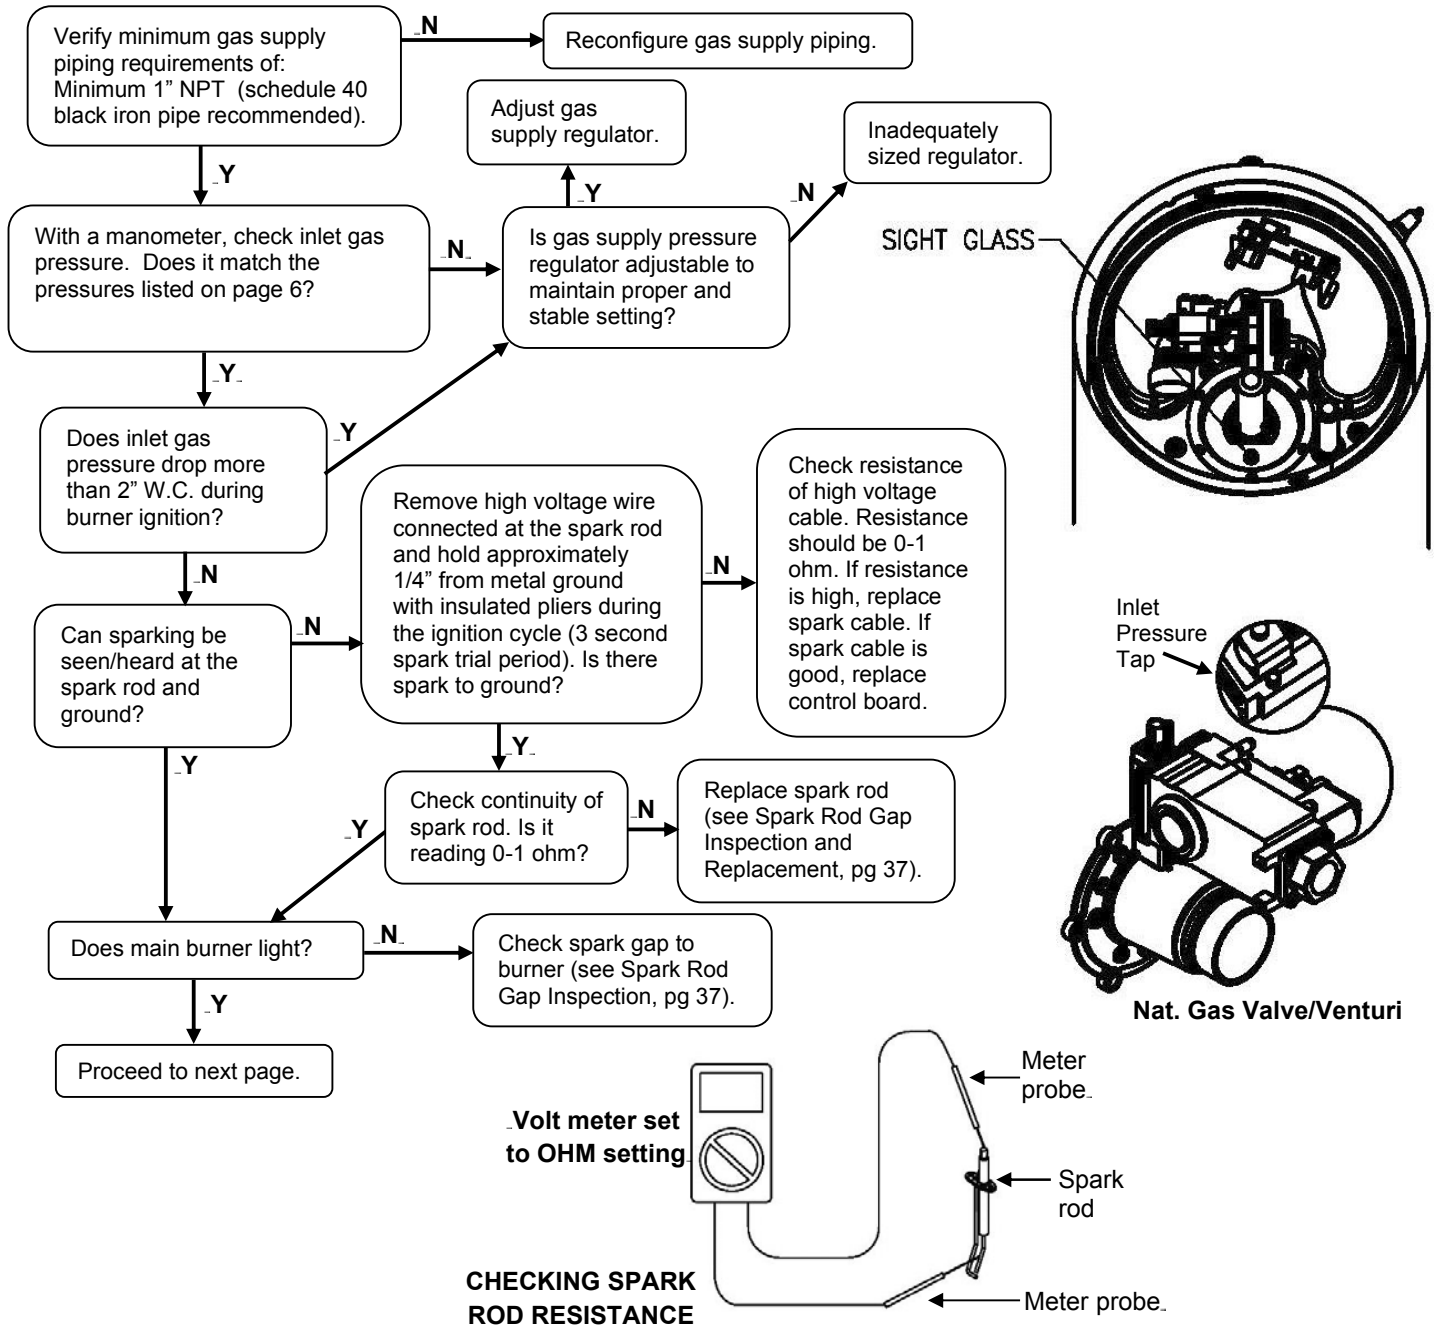 Verify minimum gas supply
piping requirements of:
Minimum 1” NPT (schedule 40
black iron pipe recommended).
N
Reconfigure gas supply piping.
Adjust gas
supply regulator.
Inadequately
sized regulator.
Y
Y
N
With a manometer, check inlet gas
pressure. Does it match the
pressures listed on page 6?
N
Is gas supply pressure
regulator adjustable to
maintain proper and
stable setting?
SIGHT GLASS
Y
Does inlet gas
pressure drop more
than 2” W.C. during
burner ignition?
Y
N
Remove high voltage wire
connected at the spark rod
and hold approximately
1/4” from metal ground
with insulated pliers during
the ignition cycle (3 second
spark trial period). Is there
spark to ground?
N
Check resistance
of high voltage
cable. Resistance
should be 0-1
ohm. If resistance
is high, replace
spark cable. If
spark cable is
good, replace
control board.
Can sparking be
seen/heard at the
spark rod and
ground?
N
Inlet
Pressure
Tap
Y
Y
Check continuity of
spark rod. Is it
reading 0-1 ohm?
N
Replace spark rod
(see Spark Rod Gap
Inspection and
Replacement, pg 37).
Y
Does main burner light?
N
Check spark gap to
burner (see Spark Rod
Gap Inspection, pg 37).
Y
Proceed to next page.
Nat. Gas Valve/Venturi
Volt meter set
to OHM setting
Meter
probe
Spark
rod
CHECKING SPARK
ROD RESISTANCE
Meter probe